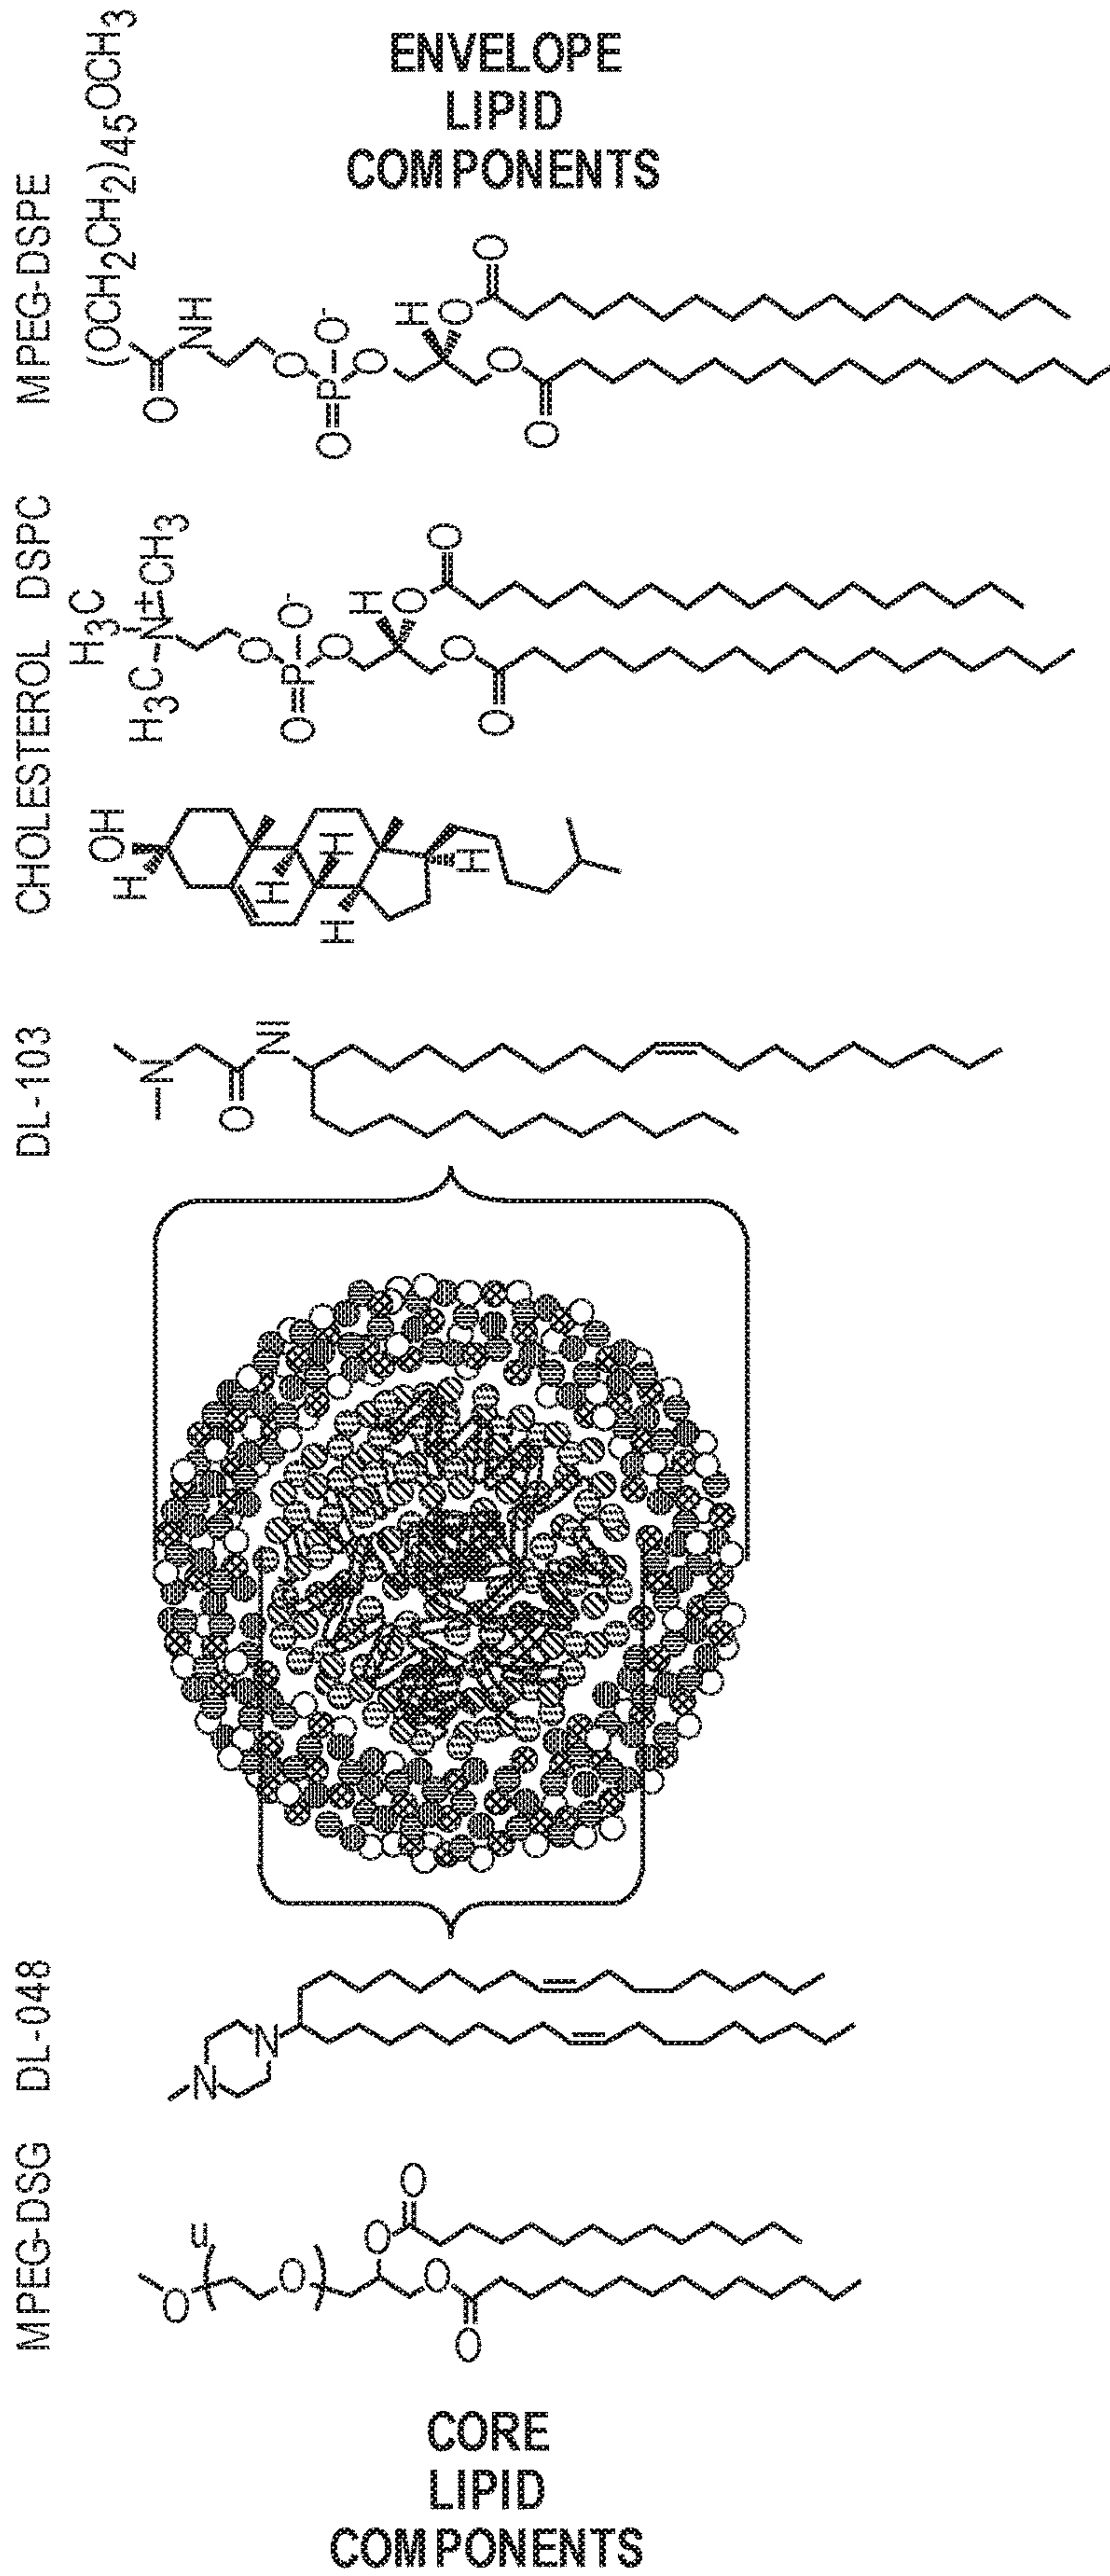 ENVELOPE
LIPID
COMPONENTS
MPEG-DSPE
(OCH2CH2)45OCH3
O
NH
O
O=P-O-
O
H
O
O
O
O
DSPC
H3C
H3C-N±CH3
O
O=P-O-
O
H
O
O
O
O
CHOLESTEROL
OH
H
H
H
H
H
DL-103
N
O
N
DL-048
N
N
MPEG-DSG
u
O
O
O
O
O
O
CORE
LIPID
COMPONENTS